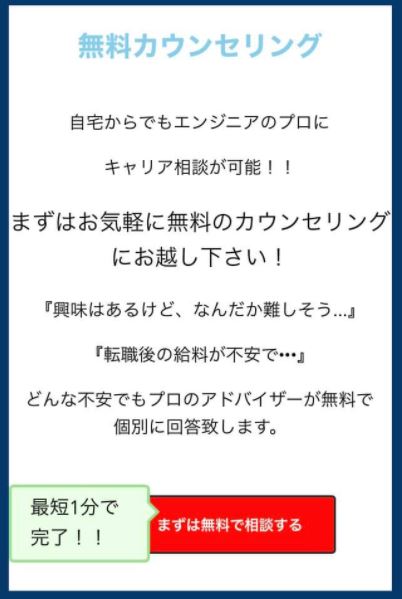 無料カウンセリング
自宅からでもエンジニアのプロに
キャリア相談が可能！！
まずはお気軽に無料のカウンセリング
にお越し下さい！
『興味はあるけど、なんだか難しそう...』
『転職後の給料が不安で•••』
どんな不安でもプロのアドバイザーが無料で
個別に回答致します。
最短1分で
完了！！
まずは無料で相談する